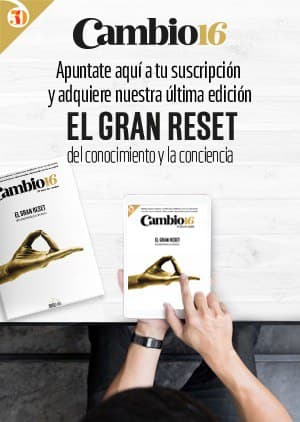 Cambio16
Apuntate aquí a tu suscripción
y adquiere nuestra última edición
EL GRAN RESET
del conocimiento y la conciencia
Cambio16
EL GRAN RESET
Cambio16
EL GRAN RESET